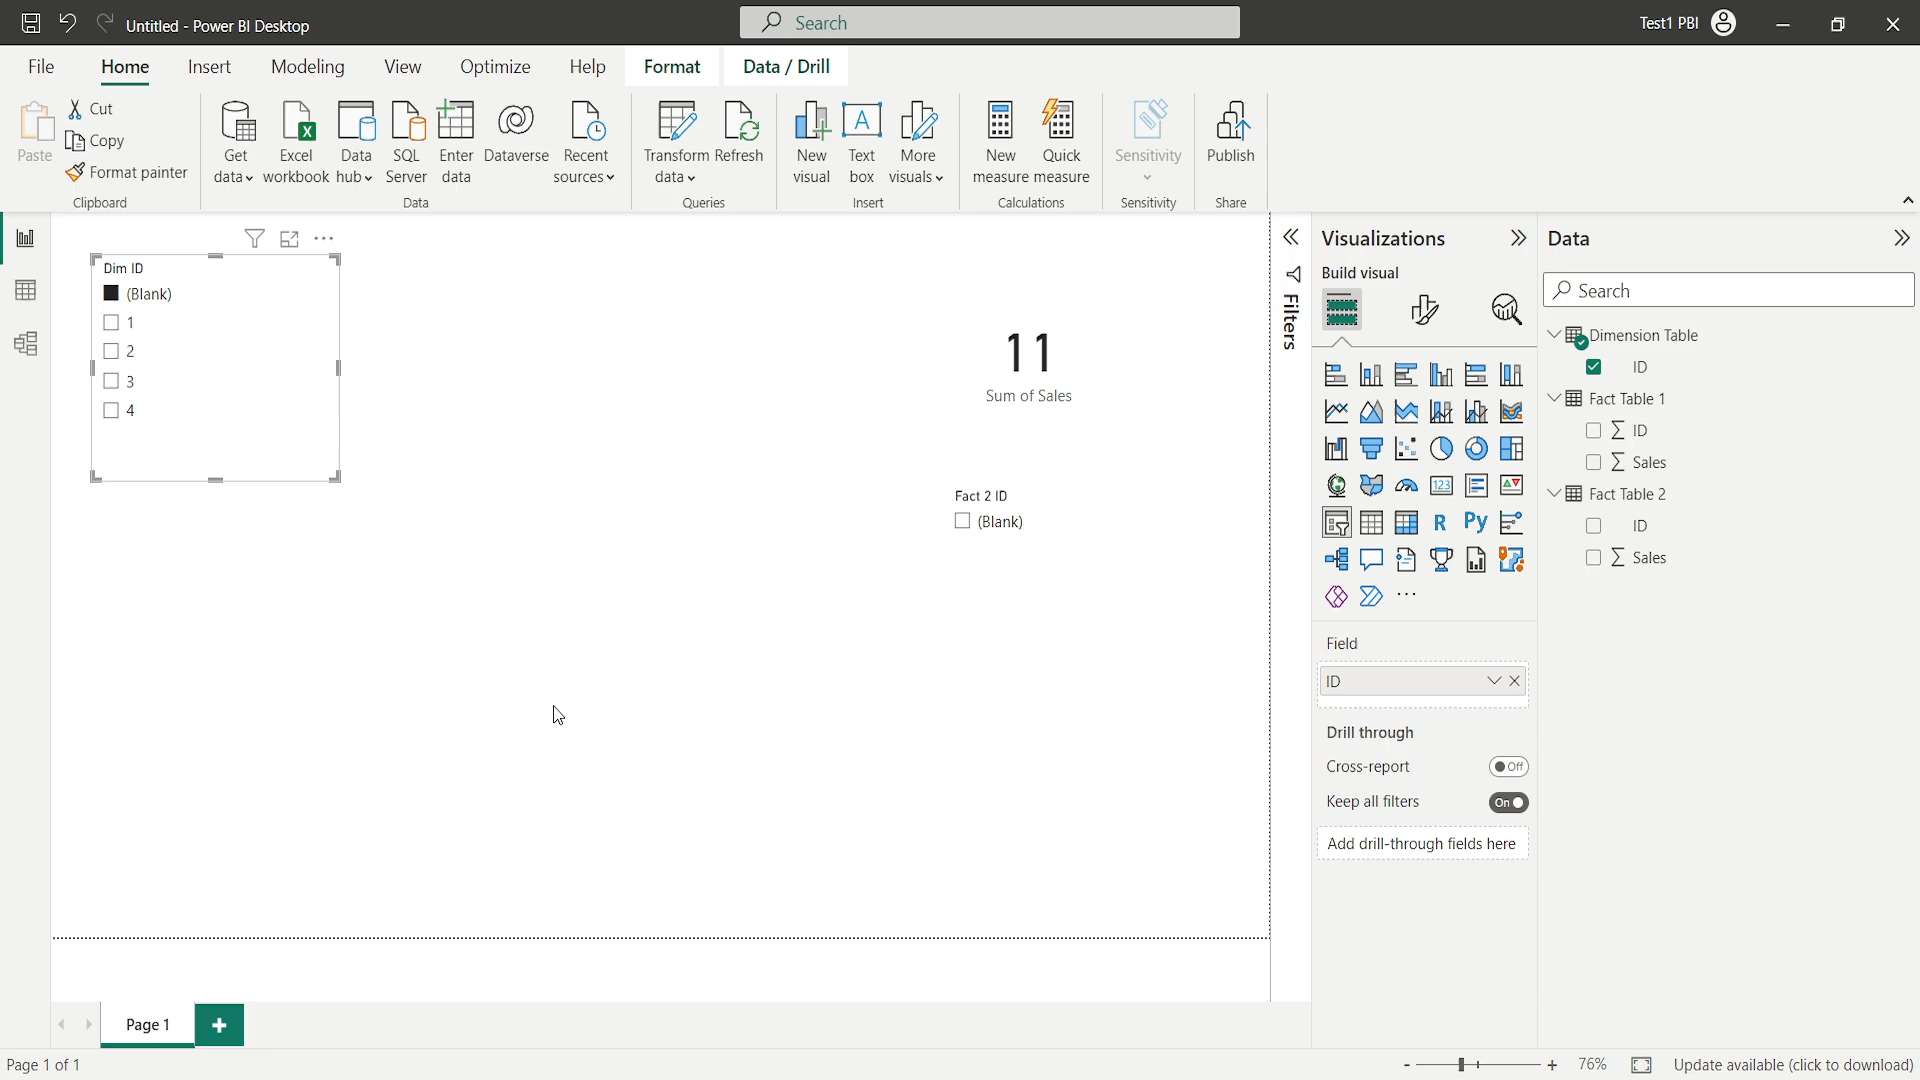 Untitled - Power BI Desktop
Search
Test1 PBI
File
Home
Insert
Modeling
View
Optimize
Help
Format
Data / Drill
Paste
Cut
Copy
Format painter
Clipboard
Get data
Excel workbook
Data hub
SQL Server
Enter data
Dataverse
Recent sources
Data
Transform data
Refresh
Queries
New visual
Text box
More visuals
Insert
New measure
Quick measure
Calculations
Sensitivity
Sensitivity
Publish
Share
Dim ID
(Blank)
1
2
3
4
11
Sum of Sales
Fact 2 ID
(Blank)
Filters
Visualizations
Build visual
123
R
Py
Field
ID
Drill through
Cross-report
Off
Keep all filters
On
Add drill-through fields here
Data
Search
Dimension Table
ID
Fact Table 1
∑ ID
∑ Sales
Fact Table 2
ID
∑ Sales
Page 1
Page 1 of 1
- + 76%
Update available (click to download)